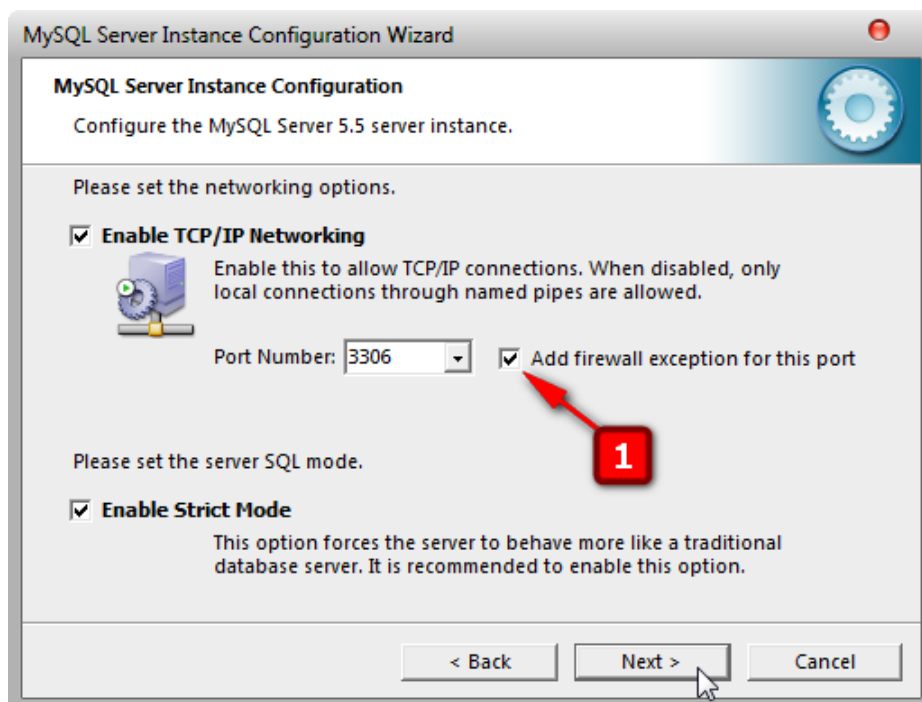 MySQL Server Instance Configuration Wizard
MySQL Server Instance Configuration
Configure the MySQL Server 5.5 server instance.
Please set the networking options.
Enable TCP/IP Networking
Enable this to allow TCP/IP connections. When disabled, only
local connections through named pipes are allowed.
Port Number: 3306 Add firewall exception for this port
1
Please set the server SQL mode.
Enable Strict Mode
This option forces the server to behave more like a traditional
database server. It is recommended to enable this option.
< Back Next > Cancel